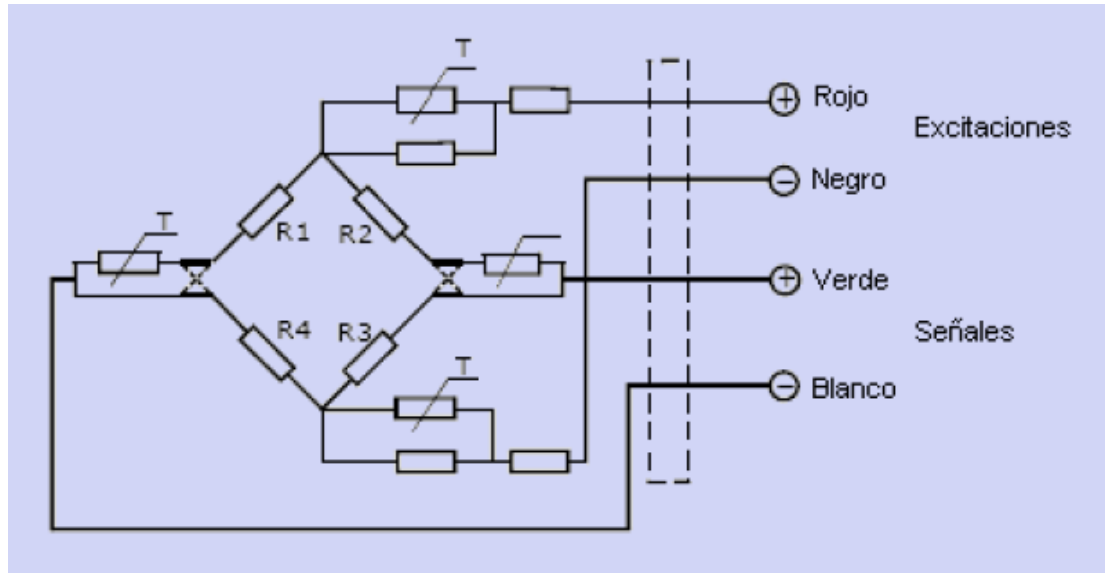 T
+ Rojo
Excitaciones
- Negro
T
R1 R2
+ Verde
R4 R3
Señales
T
- Blanco